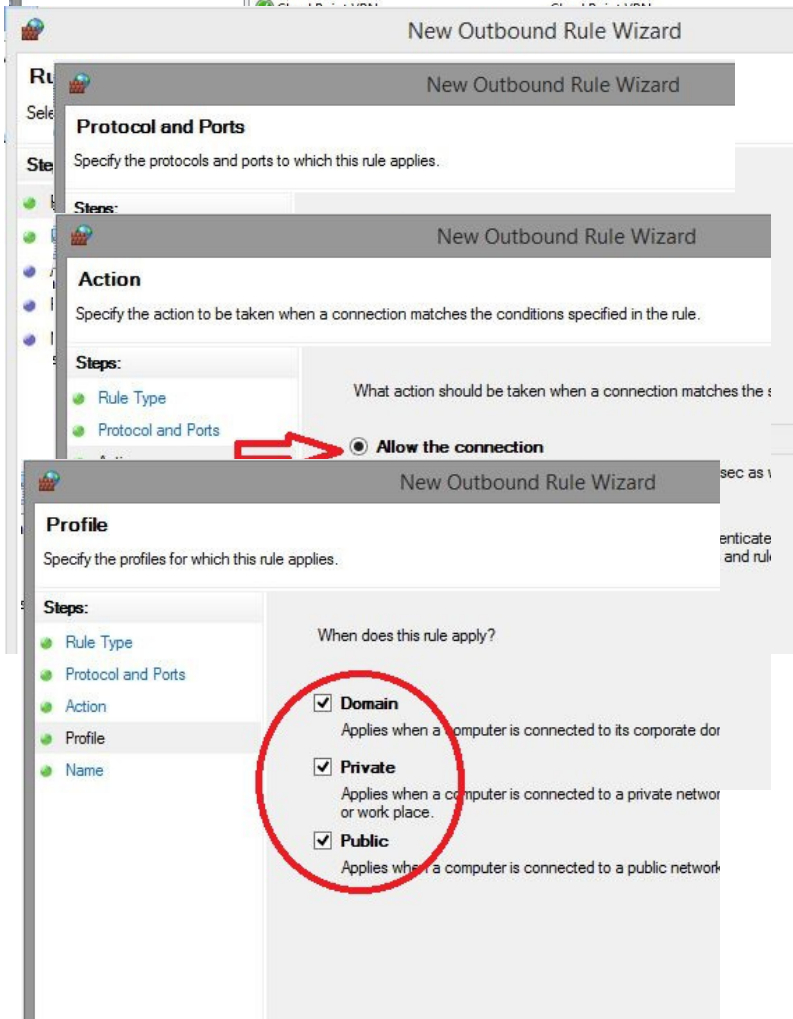 New Outbound Rule Wizard
New Outbound Rule Wizard
Protocol and Ports
Specify the protocols and ports to which this rule applies.
Steps:
New Outbound Rule Wizard
Action
Specify the action to be taken when a connection matches the conditions specified in the rule.
Steps:
What action should be taken when a connection matches the
Rule Type
Protocol and Ports
Allow the connection
sec as
and
New Outbound Rule Wizard
Profile
Specify the profiles for which this rule applies.
Steps:
When does this rule apply?
Rule Type
Protocol and Ports
Action
Profile
Name
Domain
Applies when a computer is connected to its corporate
Private
Applies when a computer is connected to a private
or work place.
Public
Applies when a computer is connected to a public network